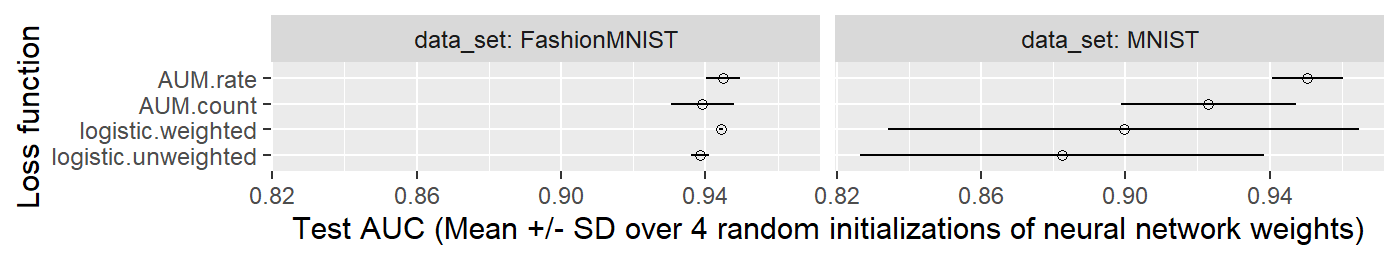 data_set: FashionMNIST
data_set: MNIST
Loss function
AUM.rate
AUM.count
logistic.weighted
logistic.unweighted
0.82 0.86 0.90 0.94
0.82 0.86 0.90 0.94
Test AUC (Mean +/- SD over 4 random initializations of neural network weights)